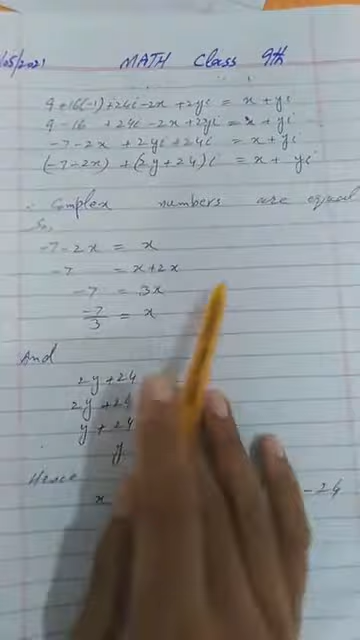 /05/2021 MATH Class 9th
9+16(-1)+24i-2x+2yi = x+yi
9-16 +24i-2x+2yi = x+yi
-7-2x +2yi+24i = x+yi
(-7-2x) +(2y+24)i = x+ yi
∴ Complex numbers are equal
So,
-7-2x = x
-7 = x+2x
-7 = 3x
-7/3 = x
And
2y+24
2y+24
y+24
y
Hence
x -24